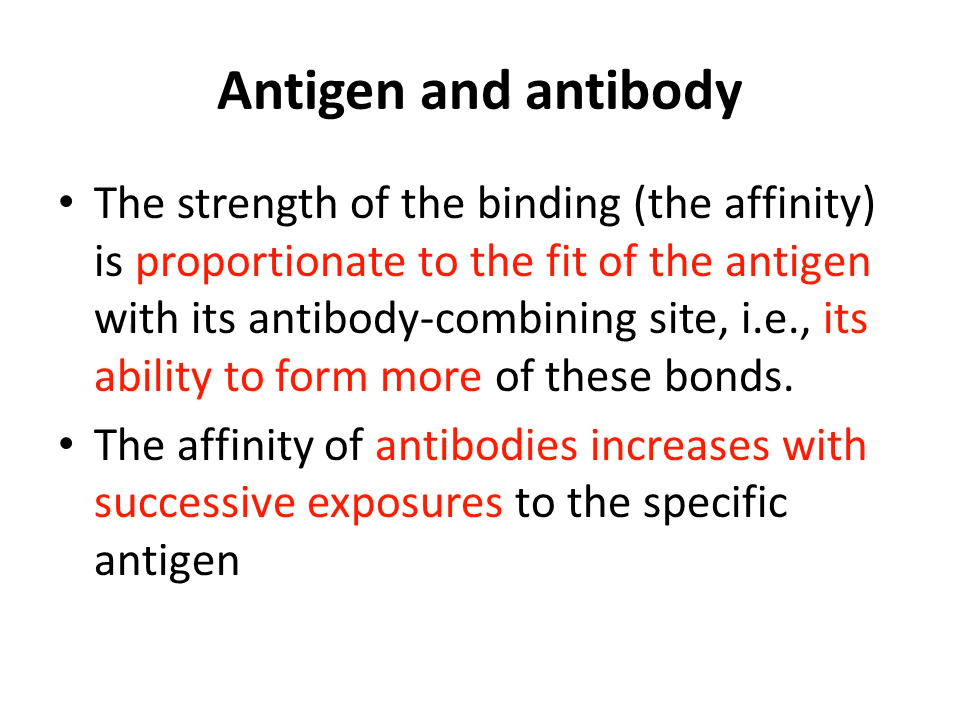 Antigen and antibody
• The strength of the binding (the affinity)
is proportionate to the fit of the antigen
with its antibody-combining site, i.e., its
ability to form more of these bonds.
• The affinity of antibodies increases with
successive exposures to the specific
antigen